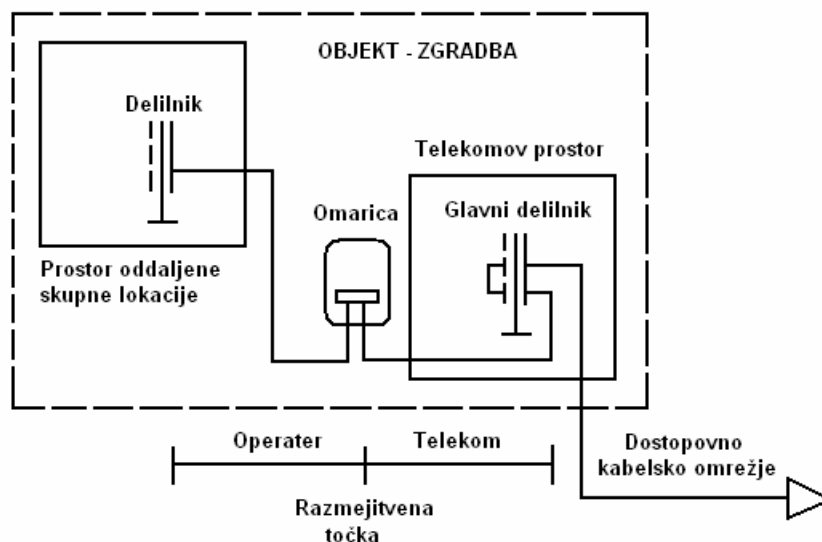 OBJEKT - ZGRADBA
Delilnik
Telekomov prostor
Omarica
Glavni delilnik
Prostor oddaljene
skupne lokacije
Operater
Telekom
Dostopovno
kabelsko omrežje
Razmejitvena
točka